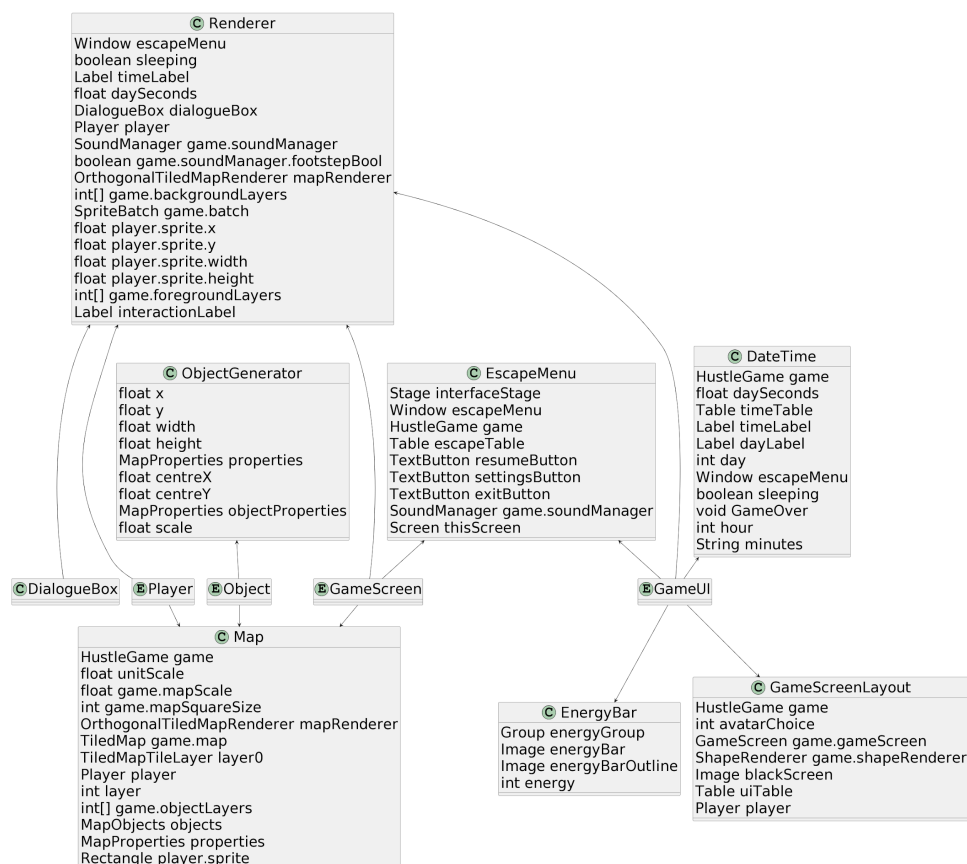 C Renderer
Window escapeMenu
boolean sleeping
Label timeLabel
float daySeconds
DialogueBox dialogueBox
Player player
SoundManager game.soundManager
boolean game.soundManager.footstepBool
OrthogonalTiledMapRenderer mapRenderer
int[] game.backgroundLayers
SpriteBatch game.batch
float player.sprite.x
float player.sprite.y
float player.sprite.width
float player.sprite.height
int[] game.foregroundLayers
Label interactionLabel
C ObjectGenerator
float x
float y
float width
float height
MapProperties properties
float centreX
float centreY
MapProperties objectProperties
float scale
C EscapeMenu
Stage interfaceStage
Window escapeMenu
HustleGame game
Table escapeTable
TextButton resumeButton
TextButton settingsButton
TextButton exitButton
SoundManager game.soundManager
Screen thisScreen
C DateTime
HustleGame game
float daySeconds
Table timeTable
Label timeLabel
Label dayLabel
int day
Window escapeMenu
boolean sleeping
void GameOver
int hour
String minutes
C DialogueBox
E Player
E Object
E GameScreen
E GameUI
C Map
HustleGame game
float unitScale
float game.mapScale
int game.mapSquareSize
OrthogonalTiledMapRenderer mapRenderer
TiledMap game.map
TiledMapTileLayer layer0
Player player
int layer
int[] game.objectLayers
MapObjects objects
MapProperties properties
Rectangle player.sprite
C EnergyBar
Group energyGroup
Image energyBar
Image energyBarOutline
int energy
C GameScreenLayout
HustleGame game
int avatarChoice
GameScreen game.gameScreen
ShapeRenderer game.shapeRenderer
Image blackScreen
Table uiTable
Player player